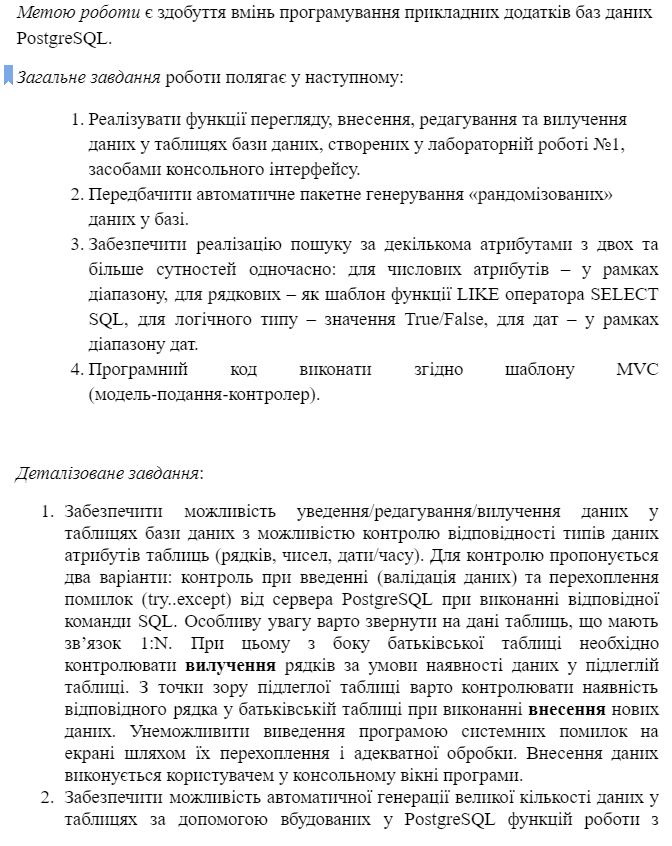 Метою роботи є здобуття вмінь програмування прикладних додатків баз даних
PostgreSQL.
Загальне завдання роботи полягає у наступному:
1. Реалізувати функції перегляду, внесення, редагування та вилучення
даних у таблицях бази даних, створених у лабораторній роботі №1,
засобами консольного інтерфейсу.
2. Передбачити автоматичне пакетне генерування «рандомізованих»
даних у базі.
3. Забезпечити реалізацію пошуку за декількома атрибутами з двох та
більше сутностей одночасно: для числових атрибутів – у рамках
діапазону, для рядкових – як шаблон функції LIKE оператора SELECT
SQL, для логічного типу – значення True/False, для дат – у рамках
діапазону дат.
4. Програмний код виконати згідно шаблону MVC
(модель-подання-контролер).
Деталізоване завдання:
1. Забезпечити можливість уведення/редагування/вилучення даних у
таблицях бази даних з можливістю контролю відповідності типів даних
атрибутів таблиць (рядків, чисел, дати/часу). Для контролю пропонується
два варіанти: контроль при введенні (валідація даних) та перехоплення
помилок (try..except) від сервера PostgreSQL при виконанні відповідної
команди SQL. Особливу увагу варто звернути на дані таблиць, що мають
зв’язок 1:N. При цьому з боку батьківської таблиці необхідно
контролювати вилучення рядків за умови наявності даних у підлеглій
таблиці. З точки зору підлеглої таблиці варто контролювати наявність
відповідного рядка у батьківській таблиці при виконанні внесення нових
даних. Унеможливити виведення програмою системних помилок на
екрані шляхом їх перехоплення і адекватної обробки. Внесення даних
виконується користувачем у консольному вікні програми.
2. Забезпечити можливість автоматичної генерації великої кількості даних у
таблицях за допомогою вбудованих у PostgreSQL функцій роботи з